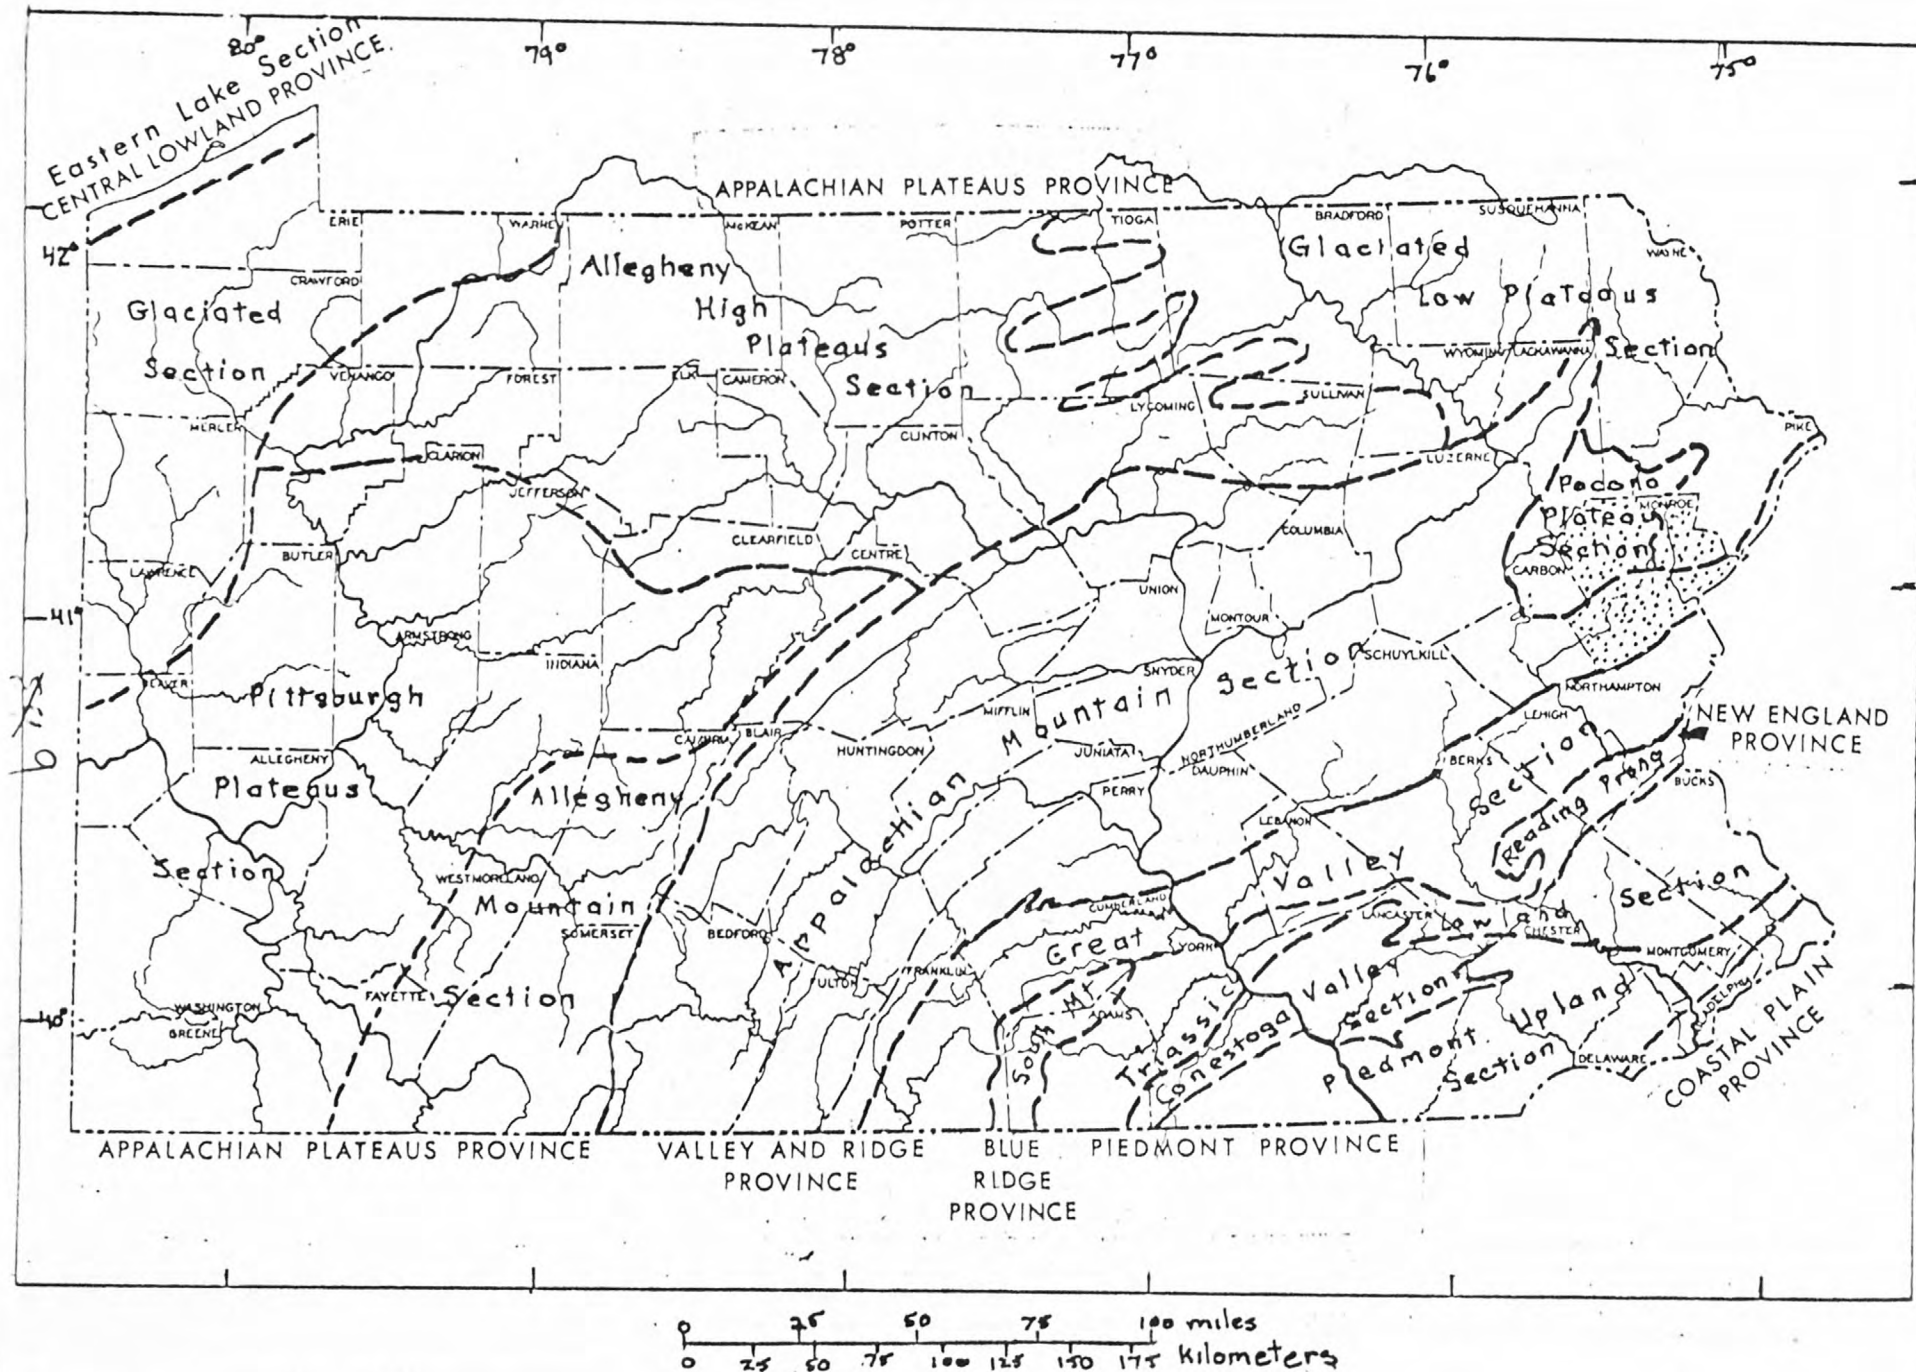 80° 79° 78° 77° 76° 75°
Eastern Lake Section
CENTRAL LOWLAND PROVINCE.
APPALACHIAN PLATEAUS PROVINCE
42°
41°
40°
ERIE
WARRE
McKEAN
POTTER
TIOGA
BRADFORD
SUSQUEHANNA
WAYNE
CRAWFORD
Glaciated
Section
Allegheny
High
Plateaus
Section
Glaciated
Low Plateaus
Section
VENANGO
FOREST
ELK
CAMERON
WYOMING
LACKAWANNA
MERCER
LYCOMING
SULLIVAN
PIKE
CLARION
CLINTON
LUZERNE
JEFFERSON
Pocono
Plateau
Section
MONROE
BUTLER
CLEARFIELD
CENTRE
COLUMBIA
CARBON
LAWRENCE
UNION
MONTOUR
ARMSTRONG
INDIANA
SNYDER
SCHUYLKILL
BEAVER
Pittsburgh
Plateaus
Section
MIFFLIN
NORTHUMBERLAND
NORTHAMPTON
LEHIGH
NEW ENGLAND
PROVINCE
BLAIR
HUNTINGDON
JUNIATA
DAUPHIN
BERKS
BUCKS
ALLEGHENY
Allegheny
Mountain
Section
PERRY
LEBANON
Appalachian Mountain Section
Reading Prong
WESTMORELAND
SOMERSET
BEDFORD
CUMBERLAND
Great
Valley
Section
LANCASTER
CHESTER
YORK
MONTGOMERY
FAYETTE
FULTON
FRANKLIN
ADAMS
WASHINGTON
GREENE
South Mt
Triassic
Lowland
Section
Conestoga
Valley
Section
Piedmont Upland
Section
DELAWARE
COASTAL PLAIN
PROVINCE
APPALACHIAN PLATEAUS PROVINCE
VALLEY AND RIDGE
PROVINCE
BLUE
RIDGE
PROVINCE
PIEDMONT PROVINCE
0 25 50 75 100 miles
0 25 50 75 100 125 150 175 Kilometers